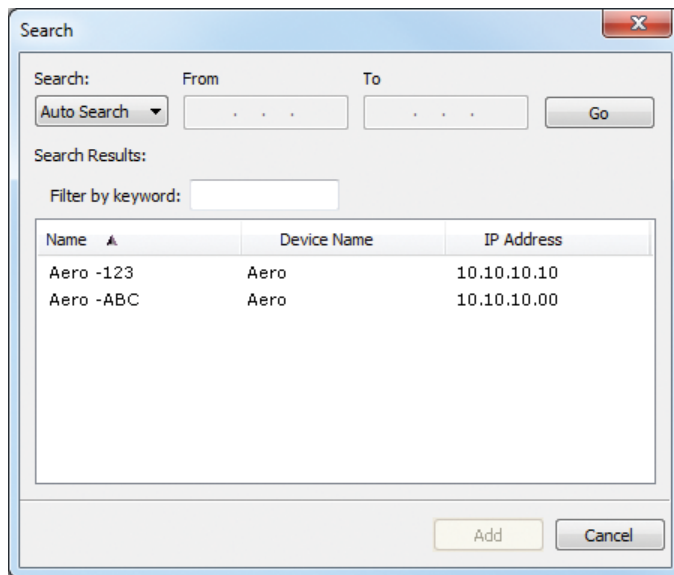 Search
Search: From To
Auto Search . . . . . . Go
Search Results:
Filter by keyword:
Name Device Name IP Address
Aero -123 Aero 10.10.10.10
Aero -ABC Aero 10.10.10.00
Add Cancel